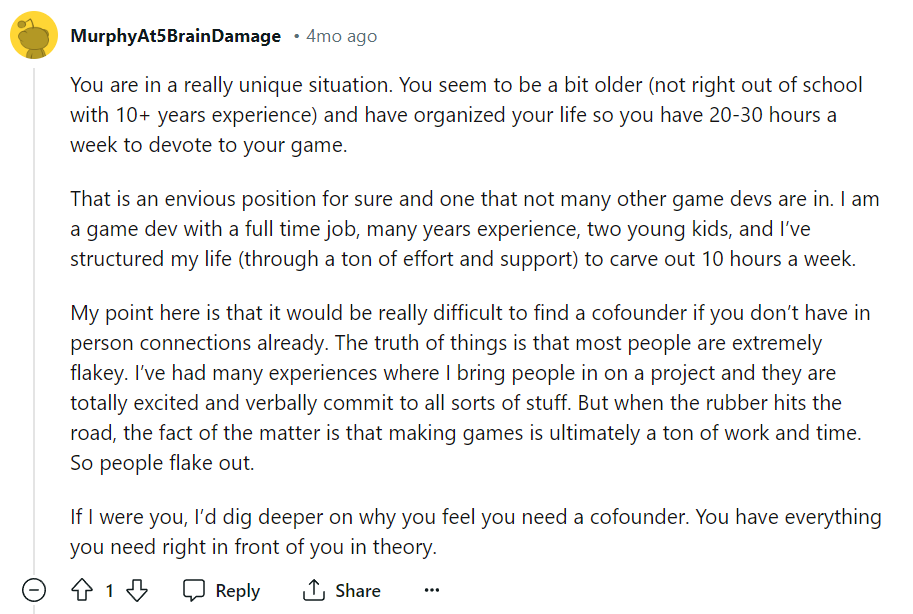 MurphyAt5BrainDamage • 4mo ago
You are in a really unique situation. You seem to be a bit older (not right out of school
with 10+ years experience) and have organized your life so you have 20-30 hours a
week to devote to your game.
That is an envious position for sure and one that not many other game devs are in. I am
a game dev with a full time job, many years experience, two young kids, and I’ve
structured my life (through a ton of effort and support) to carve out 10 hours a week.
My point here is that it would be really difficult to find a cofounder if you don’t have in
person connections already. The truth of things is that most people are extremely
flakey. I’ve had many experiences where I bring people in on a project and they are
totally excited and verbally commit to all sorts of stuff. But when the rubber hits the
road, the fact of the matter is that making games is ultimately a ton of work and time.
So people flake out.
If I were you, I’d dig deeper on why you feel you need a cofounder. You have everything
you need right in front of you in theory.
1 Reply Share ...